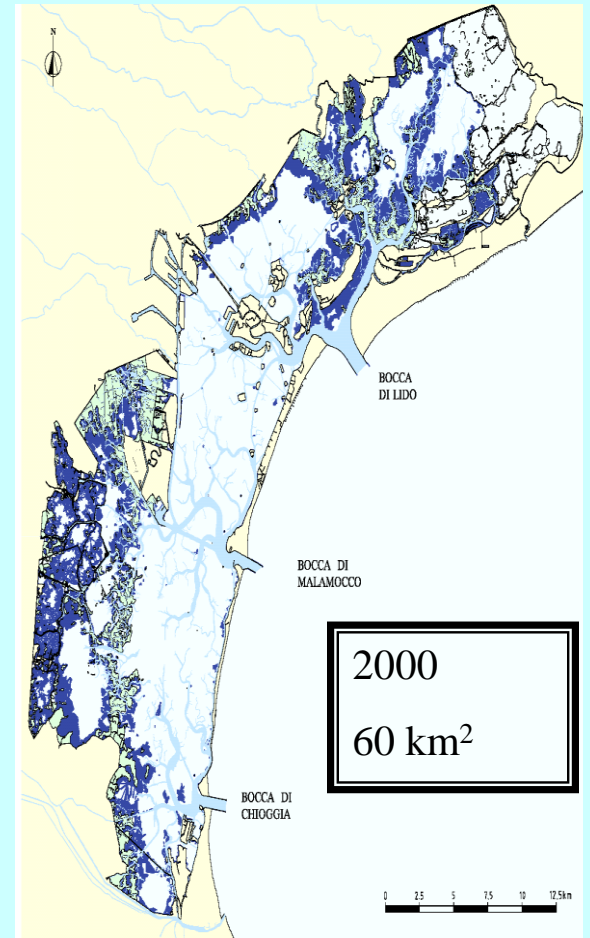 N
BOCCA
DI LIDO
BOCCA DI
MALAMOCCO
2000
60 km²
BOCCA DI
CHIOGGIA
0 2.5 5 7,5 10 12,5km